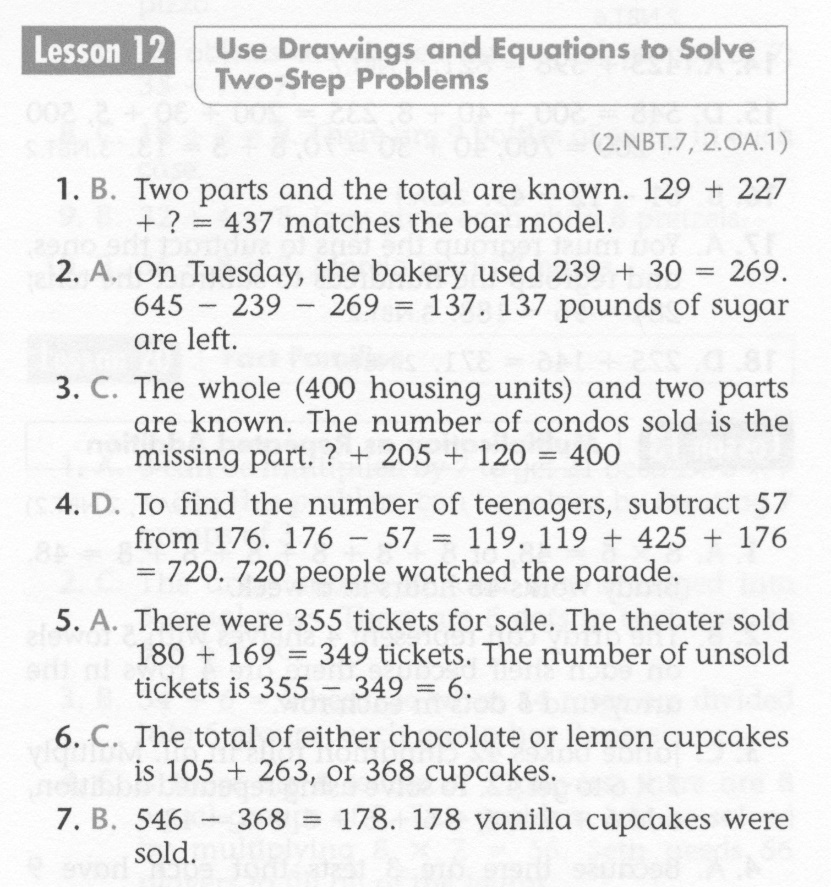 Lesson 12
Use Drawings and Equations to Solve
Two-Step Problems
(2.NBT.7, 2.OA.1)
1. B. Two parts and the total are known. 129 + 227
+ ? = 437 matches the bar model.
2. A. On Tuesday, the bakery used 239 + 30 = 269.
645 − 239 − 269 = 137. 137 pounds of sugar
are left.
3. C. The whole (400 housing units) and two parts
are known. The number of condos sold is the
missing part. ? + 205 + 120 = 400
4. D. To find the number of teenagers, subtract 57
from 176. 176 − 57 = 119. 119 + 425 + 176
= 720. 720 people watched the parade.
5. A. There were 355 tickets for sale. The theater sold
180 + 169 = 349 tickets. The number of unsold
tickets is 355 − 349 = 6.
6. C. The total of either chocolate or lemon cupcakes
is 105 + 263, or 368 cupcakes.
7. B. 546 − 368 = 178. 178 vanilla cupcakes were
sold.